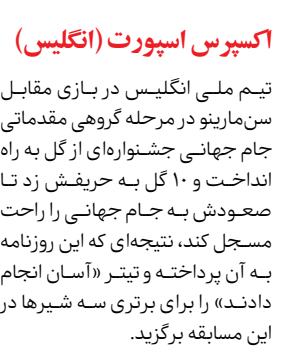 اکسپرس اسپورت (انگلیس)
تیم ملی انگلیس در بازی مقابل
سن‌مارینو در مرحله گروهی مقدماتی
جام جهانی جشنواره‌ای از گل به راه
انداخت و ۱۰ گل به حریفش زد تا
صعودش به جام جهانی را راحت
مسجل کند، نتیجه‌ای که این روزنامه
به آن پرداخته و تیتر «آسان انجام
دادند» را برای برتری سه شیرها در
این مسابقه برگزید.